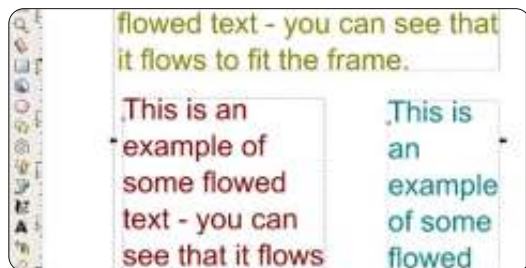 flowed text - you can see that
it flows to fit the frame.
This is an
example of
some flowed
text - you can
see that it flows
This is
an
example
of some
flowed